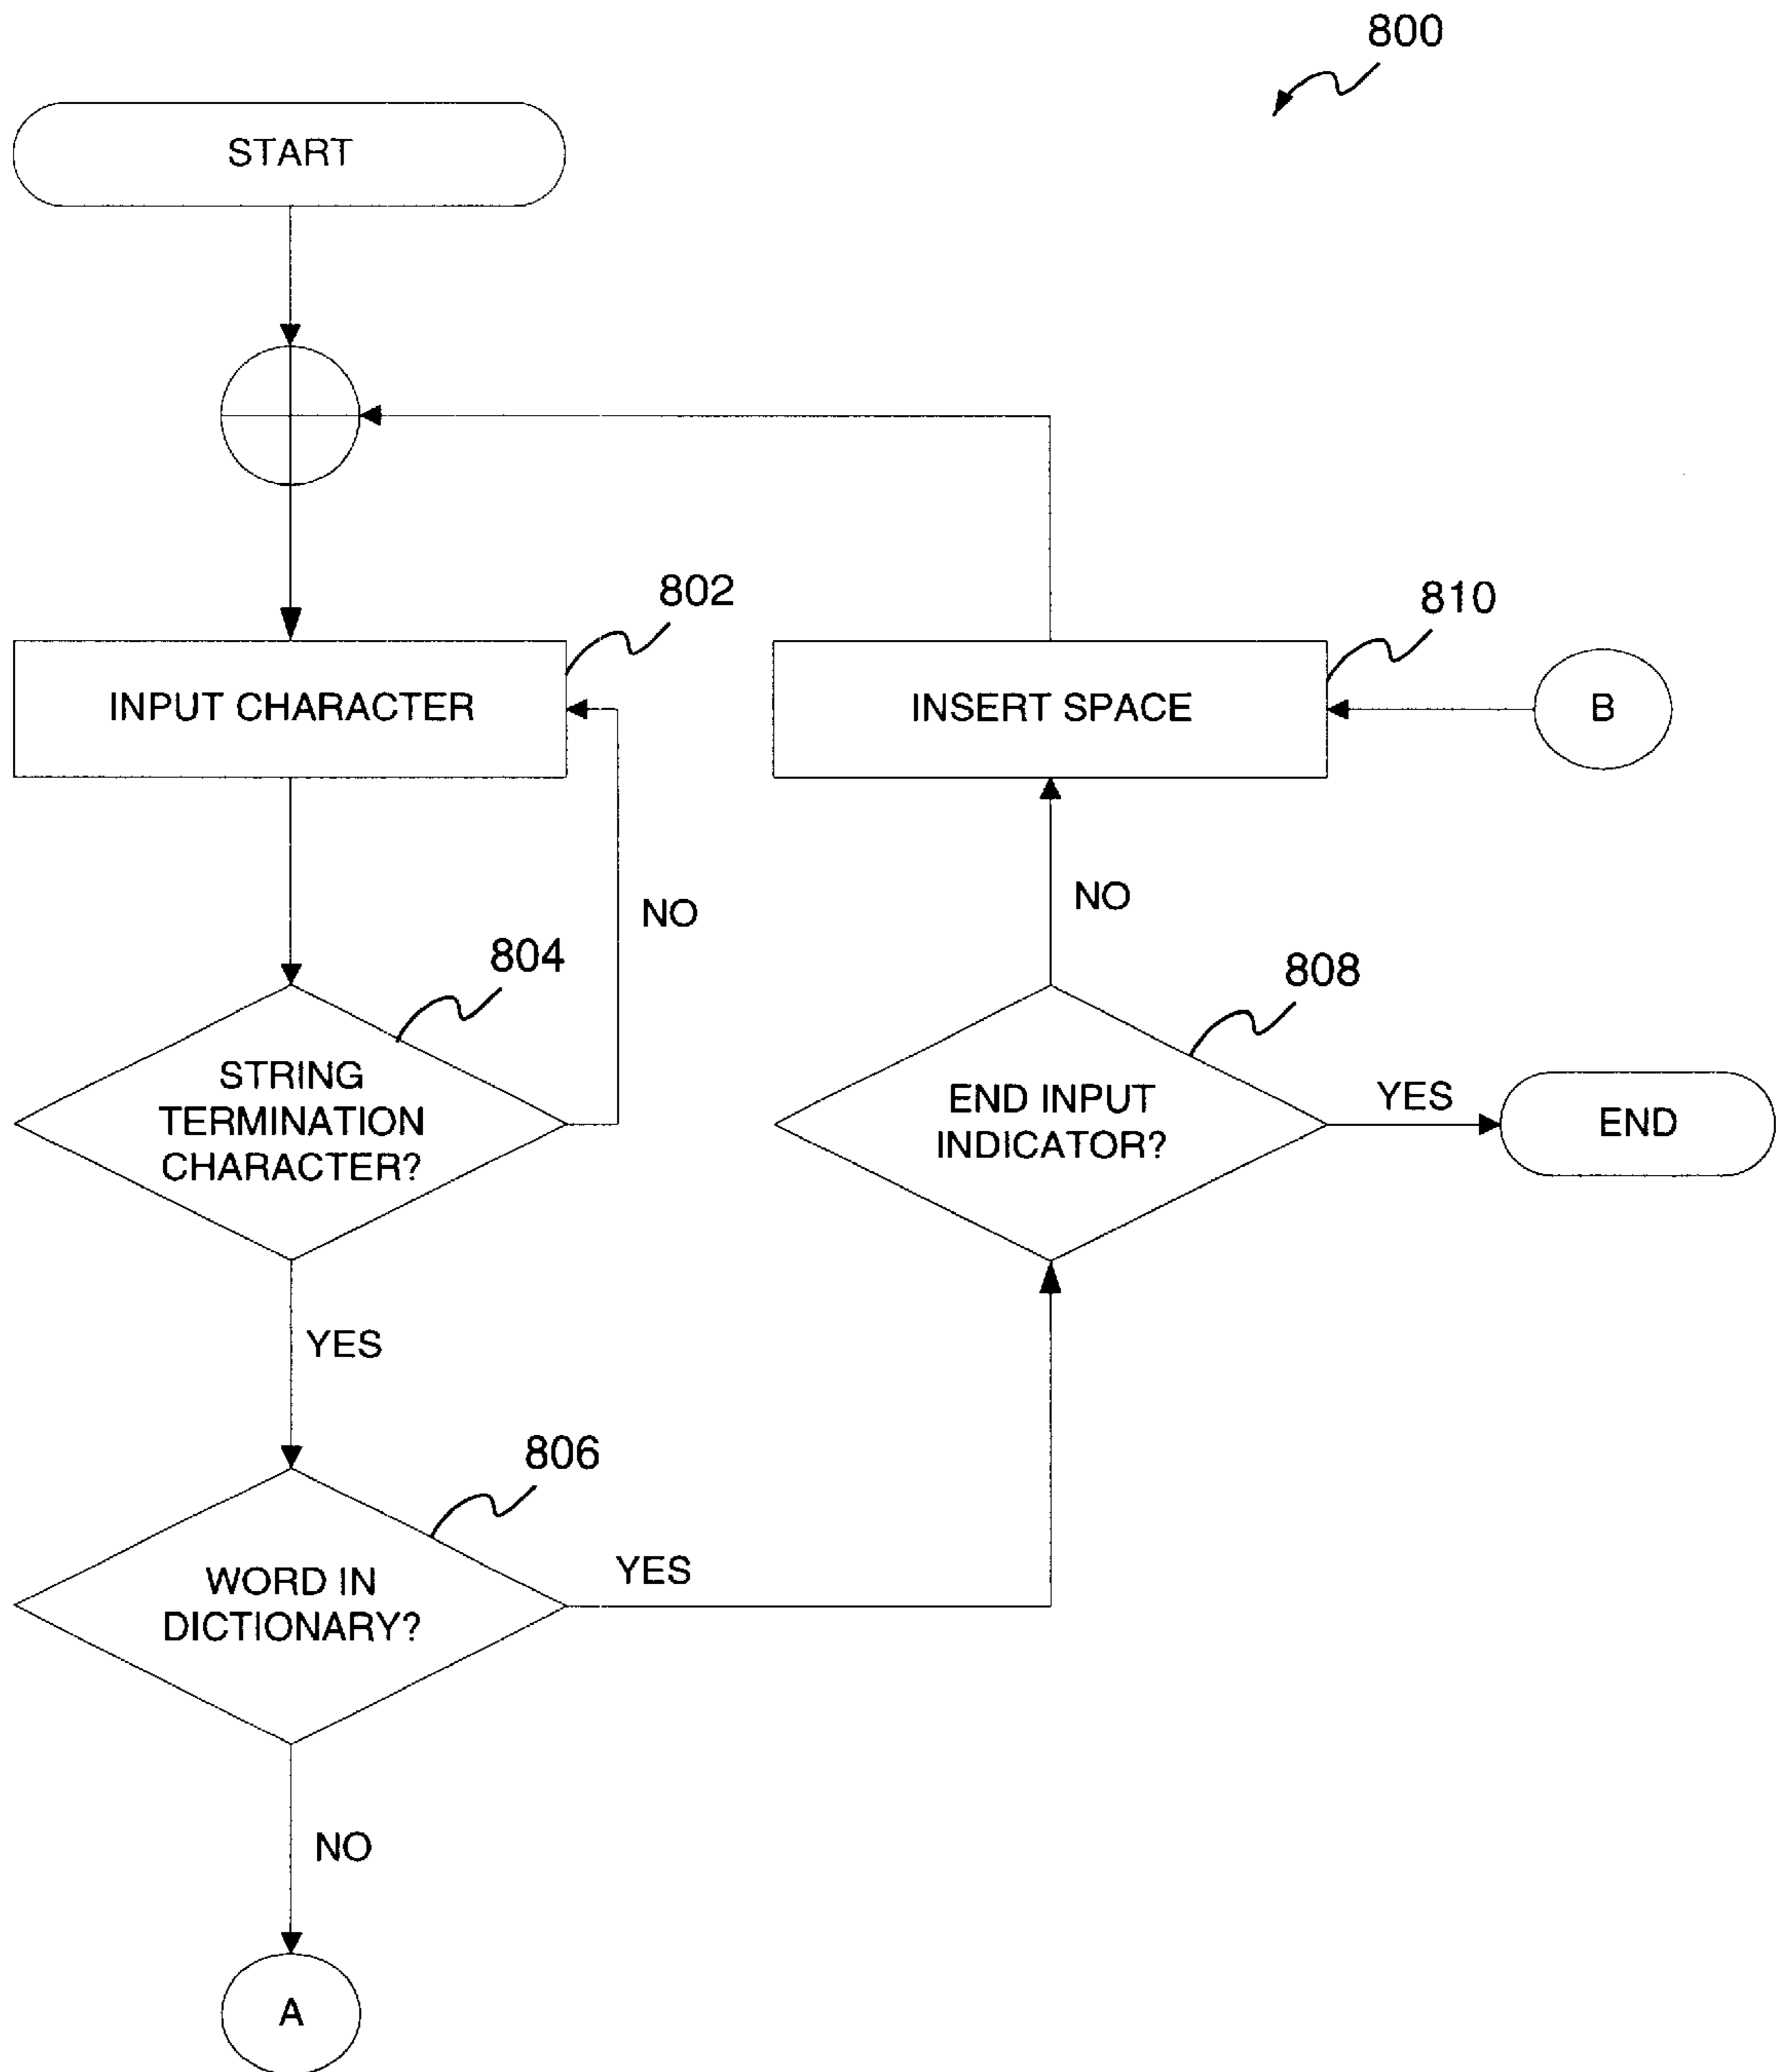 800
START
802
INPUT CHARACTER
810
INSERT SPACE
B
NO
NO
804
STRING
TERMINATION
CHARACTER?
808
END INPUT
INDICATOR?
YES
END
YES
806
WORD IN
DICTIONARY?
YES
NO
A